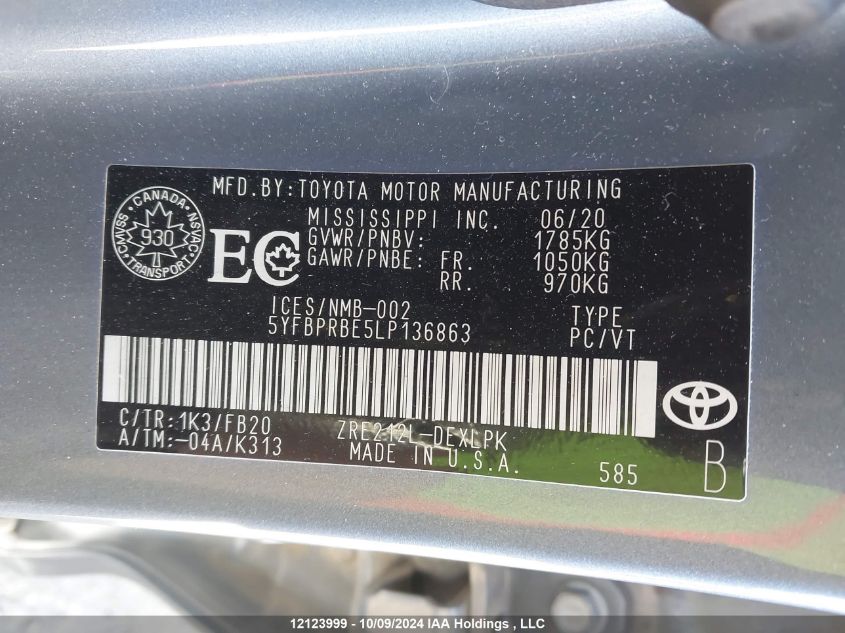 MFD.BY:TOYOTA MOTOR MANUFACTURING
MISSISSIPPI INC. 06/20
GVWR/PNBV: 1785KG
GAWR/PNBE: FR. 1050KG
RR. 970KG
CANADA
NSVAC
930
TRANSPORT
EC
ICES/NMB-002
5YFBPRBE5LP136863
TYPE
PC/VT
C/TR:1K3/FB20
A/TM:-04A/K313
ZRE212L-DEXLPK
MADE IN U.S.A.
585
B
12123999 - 10/09/2024 IAA Holdings , LLC